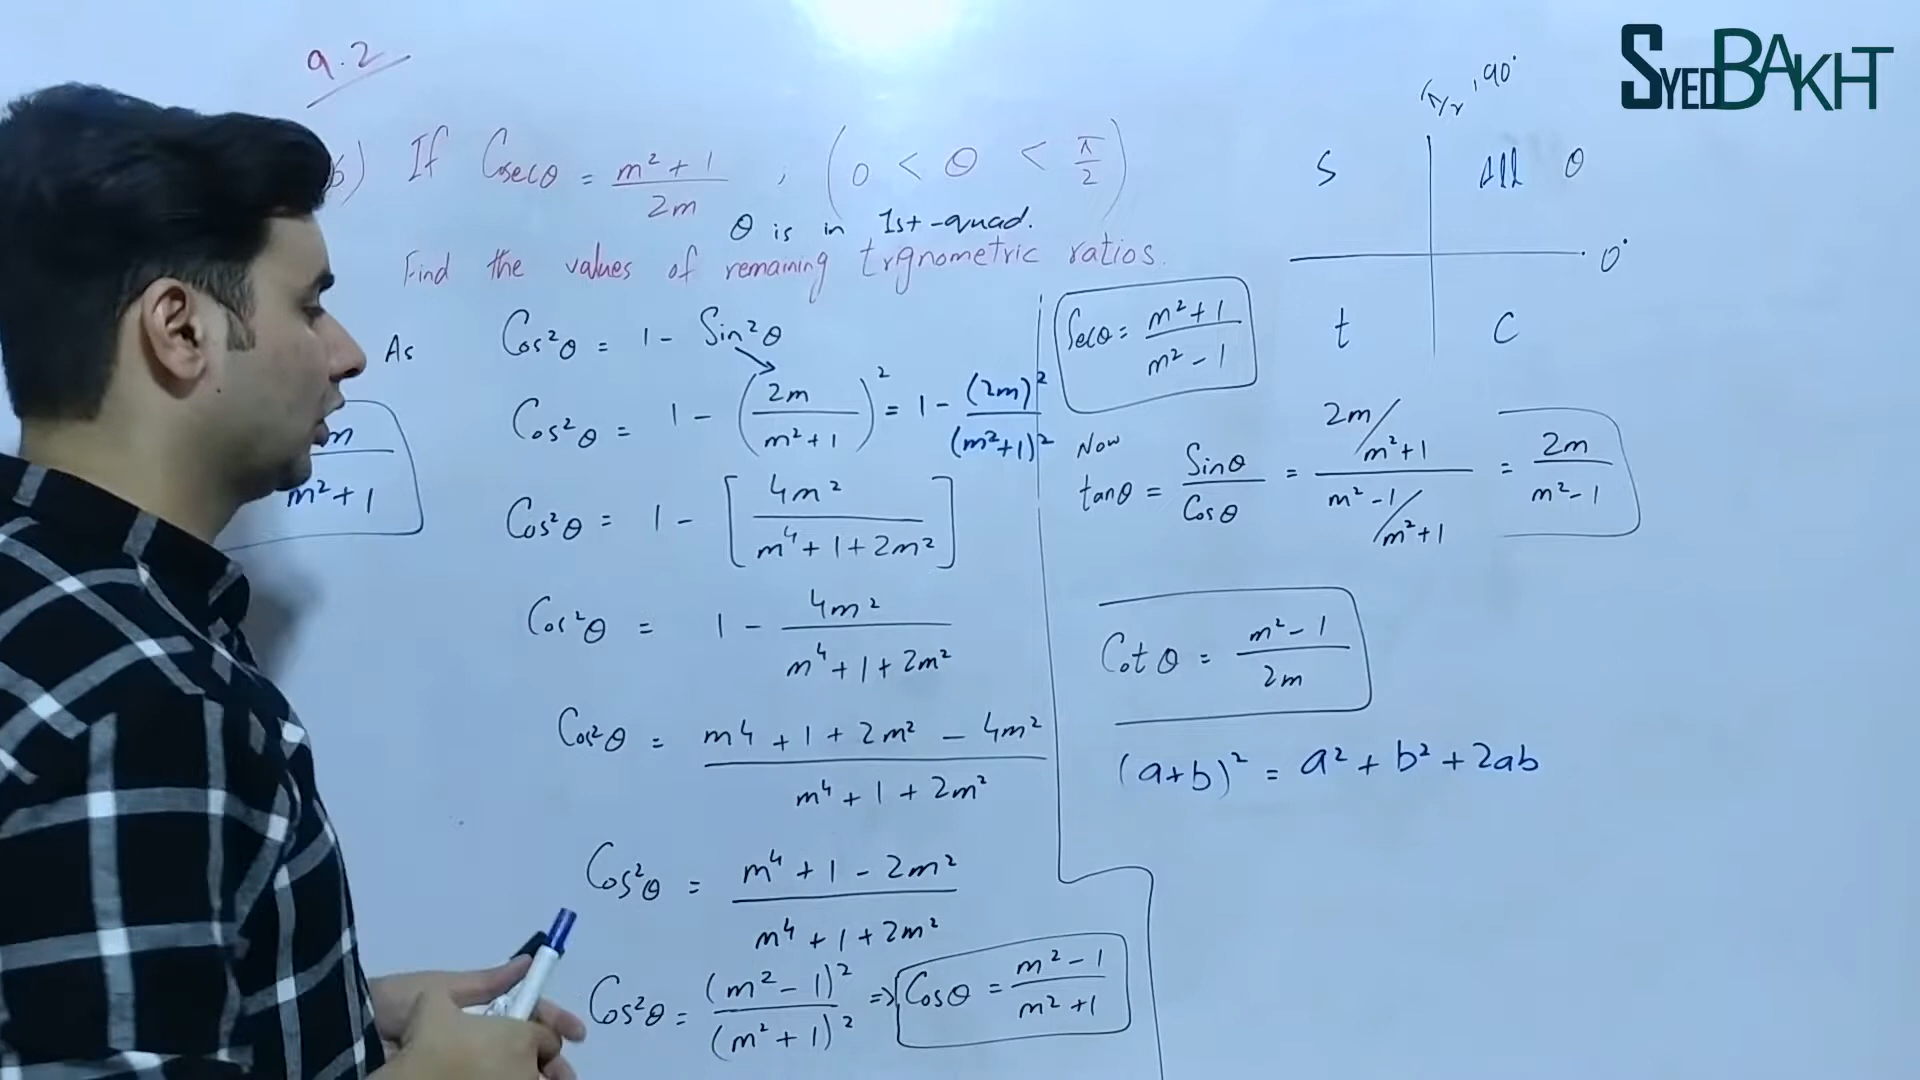 SYEDBAKHT
9.2
6) If Cosecθ = (m² + 1)/(2m) , (0 < θ < π/2)
θ is in 1st-quad.
Find the values of remaining trgnometric ratios.
m/(m² + 1)
As Cos²θ = 1 - Sin²θ
Cos²θ = 1 - (2m/(m² + 1))² = 1 - (2m)²/(m²+1)²
Cos²θ = 1 - [4m²/(m⁴ + 1 + 2m²)]
Cos²θ = 1 - 4m²/(m⁴ + 1 + 2m²)
Cos²θ = (m4 + 1 + 2m² - 4m²)/(m⁴ + 1 + 2m²)
Cos²θ = (m⁴ + 1 - 2m²)/(m⁴ + 1 + 2m²)
Cos²θ = (m² - 1)²/(m² + 1)² ⇒ Cosθ = (m² - 1)/(m² + 1)
Secθ = (m² + 1)/(m² - 1)
Now
tanθ = Sinθ/Cosθ = (2m/m²+1)/(m²-1/m²+1) = 2m/(m²-1)
Cot θ = (m² - 1)/2m
(a+b)² = a² + b² + 2ab
π/2, 90°
S All θ
0°
t C